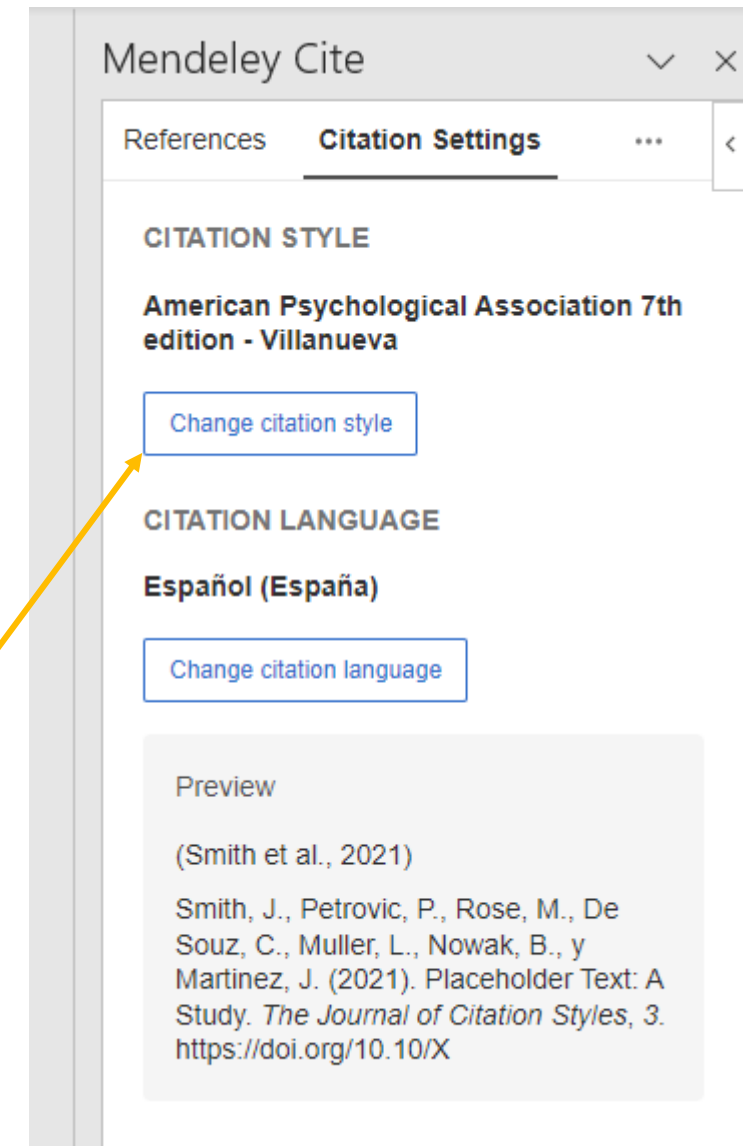 Mendeley Cite
References Citation Settings ...
CITATION STYLE
American Psychological Association 7th
edition - Villanueva
Change citation style
CITATION LANGUAGE
Español (España)
Change citation language
Preview
(Smith et al., 2021)
Smith, J., Petrovic, P., Rose, M., De
Souz, C., Muller, L., Nowak, B., y
Martinez, J. (2021). Placeholder Text: A
Study. The Journal of Citation Styles, 3.
https://doi.org/10.10/X